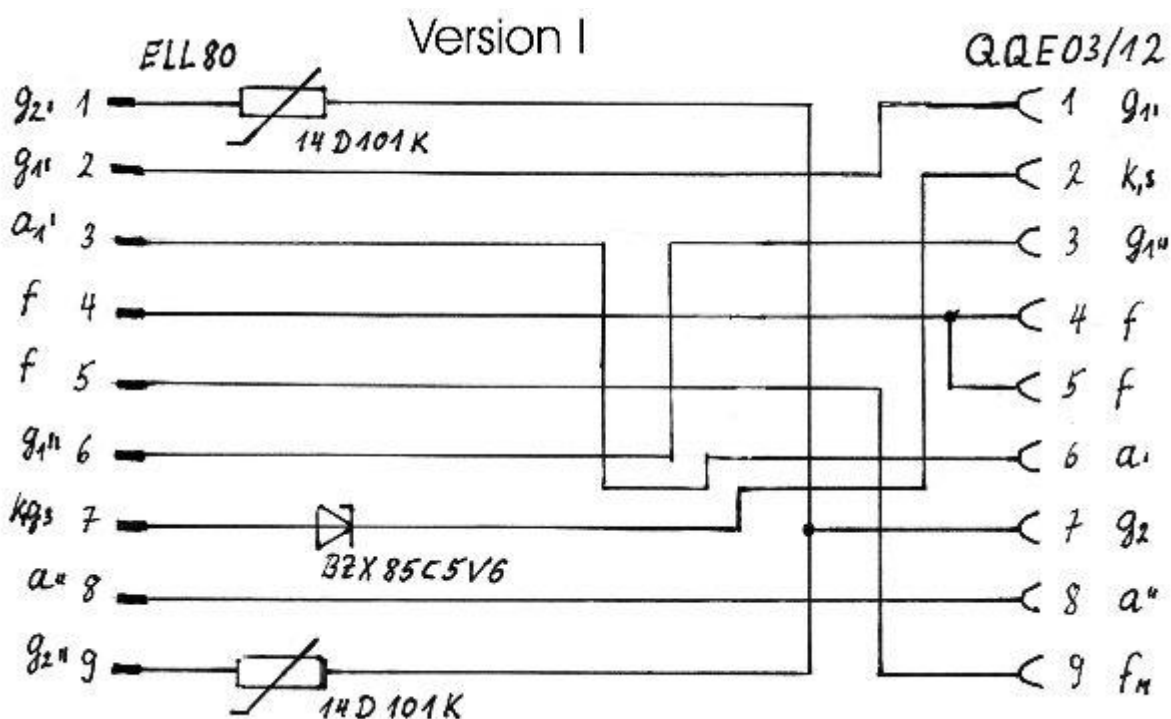 Version I
ELL80 QQE03/12
g2' 1 1 g1'
14D101K
g1' 2 2 k,s
a1' 3 3 g1"
f 4 4 f
f 5 5 f
g1" 6 6 a'
7 7 g2
BZX85C5V6
a" 8 8 a"
g2" 9 9 fM
14D101K